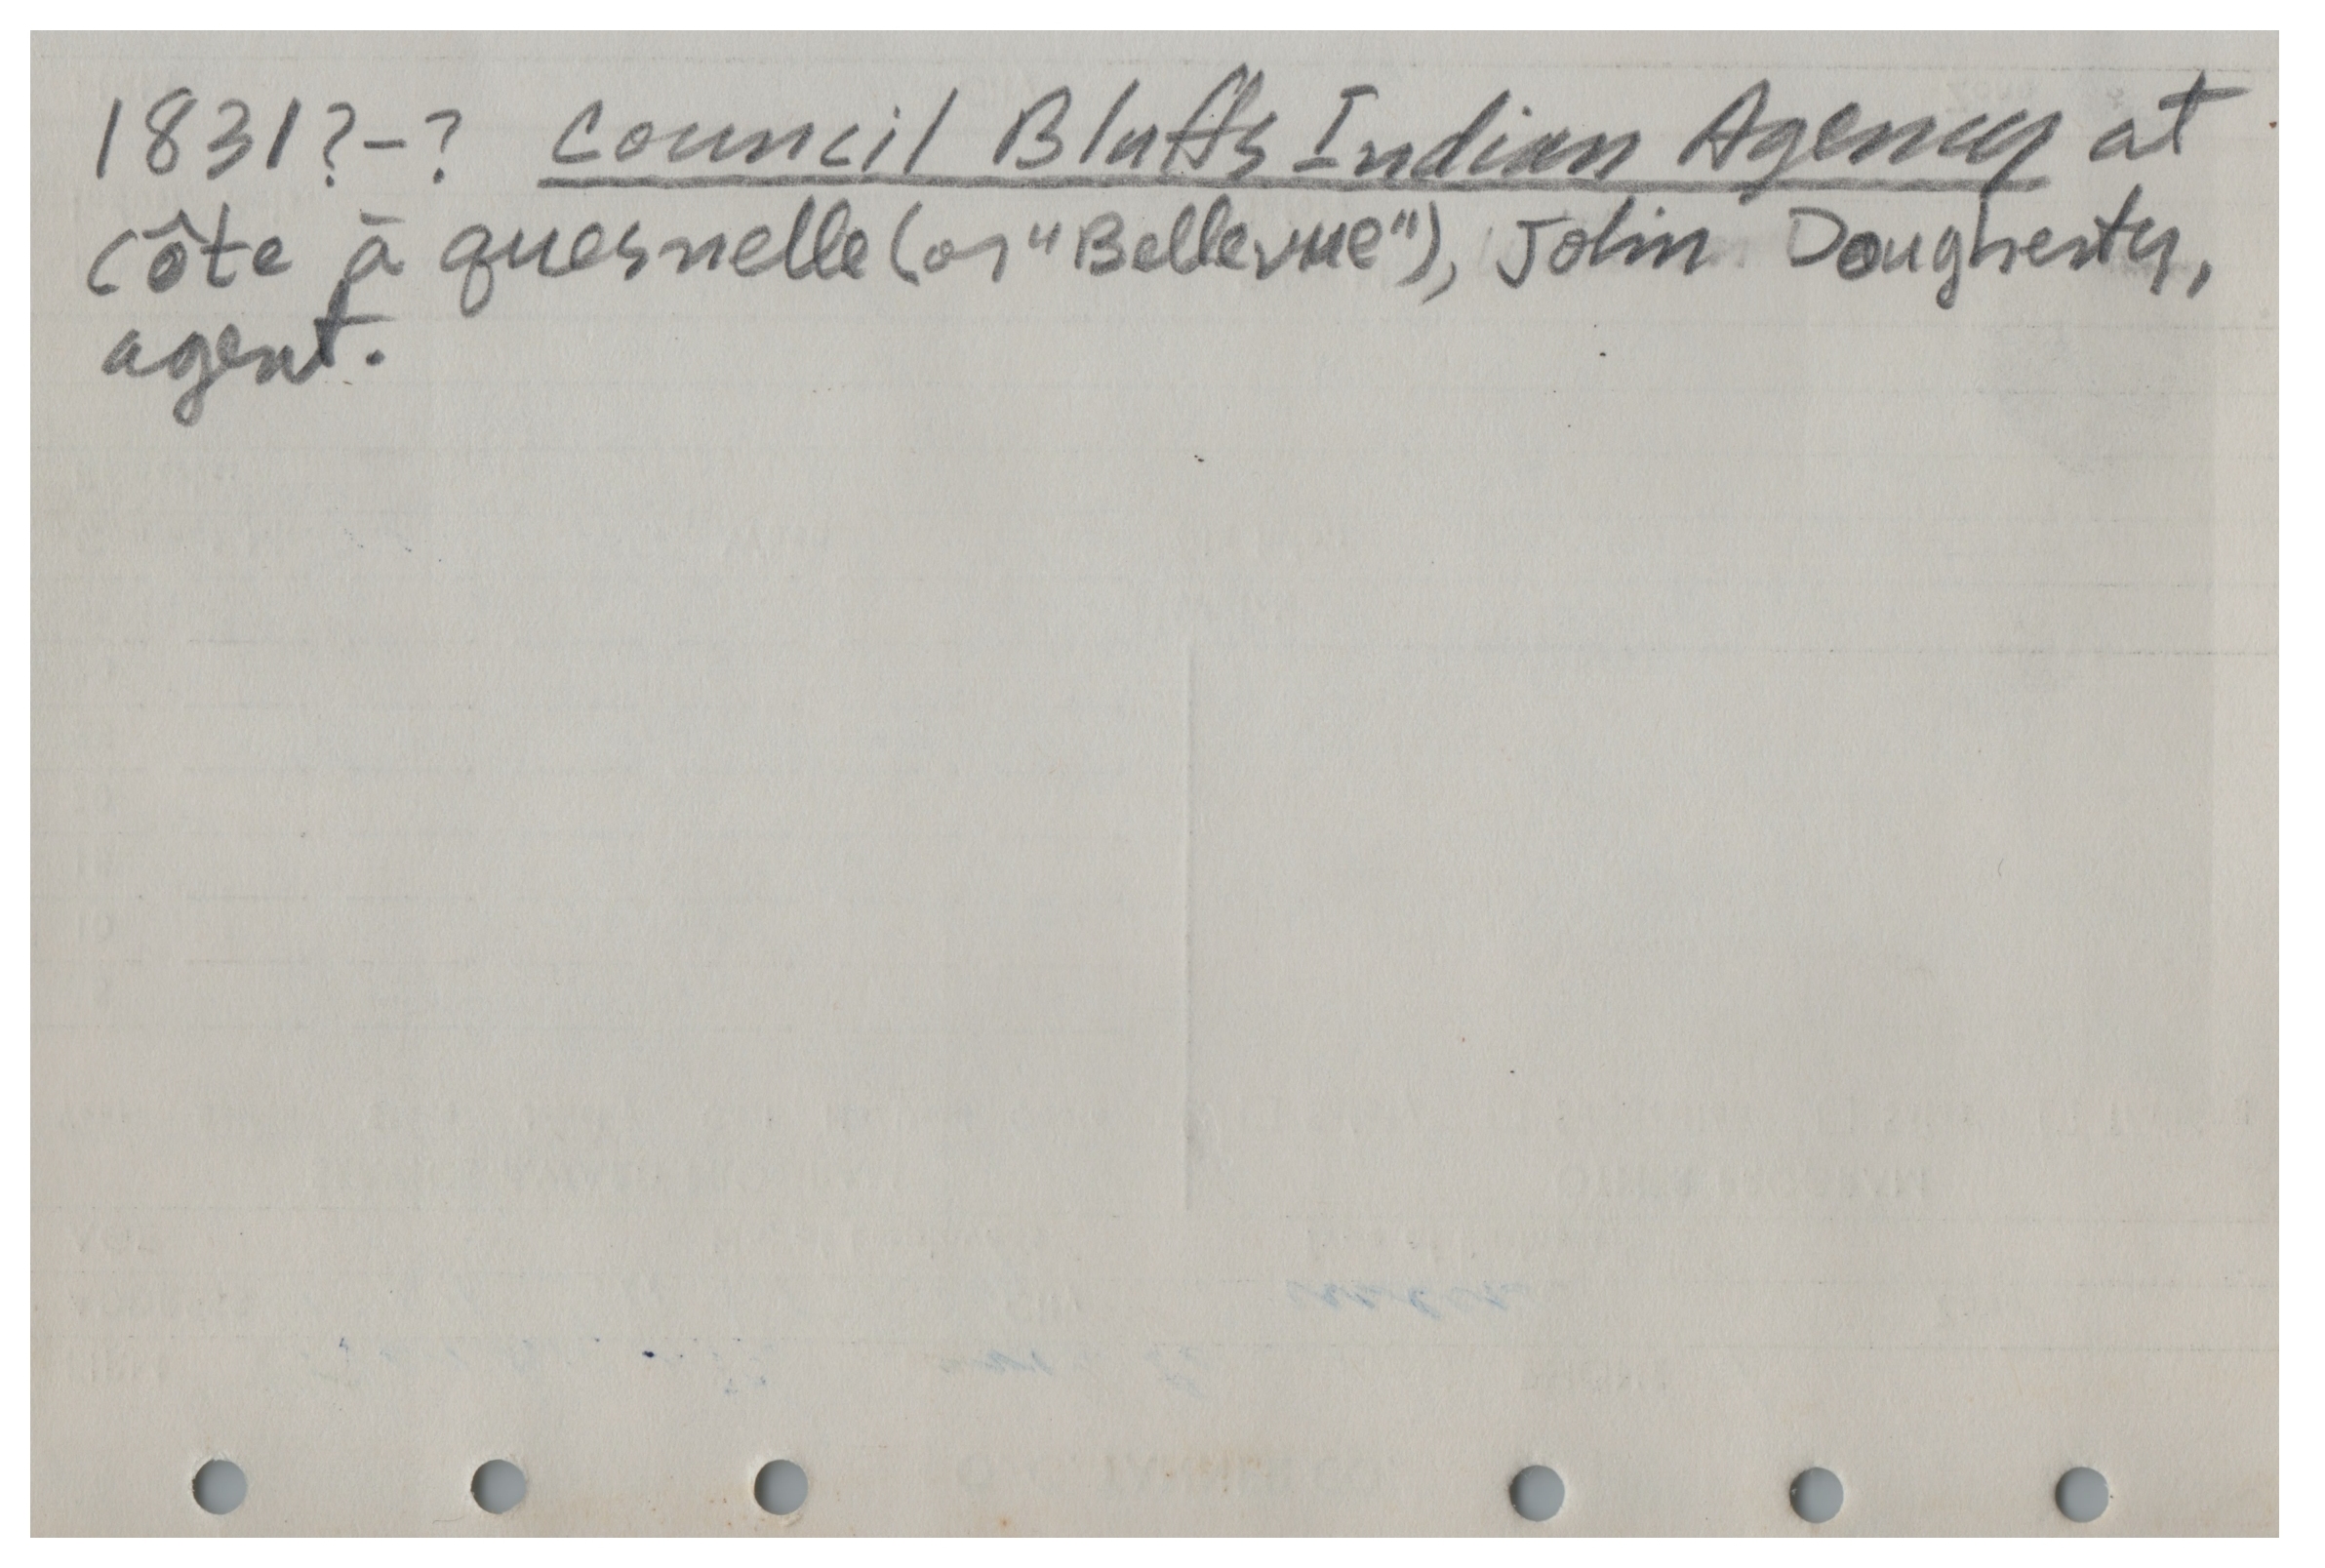 1831?-? Council Bluffs Indian Agency at
côte à quesnelle (or "Bellevue"), John Dougherty,
agent.